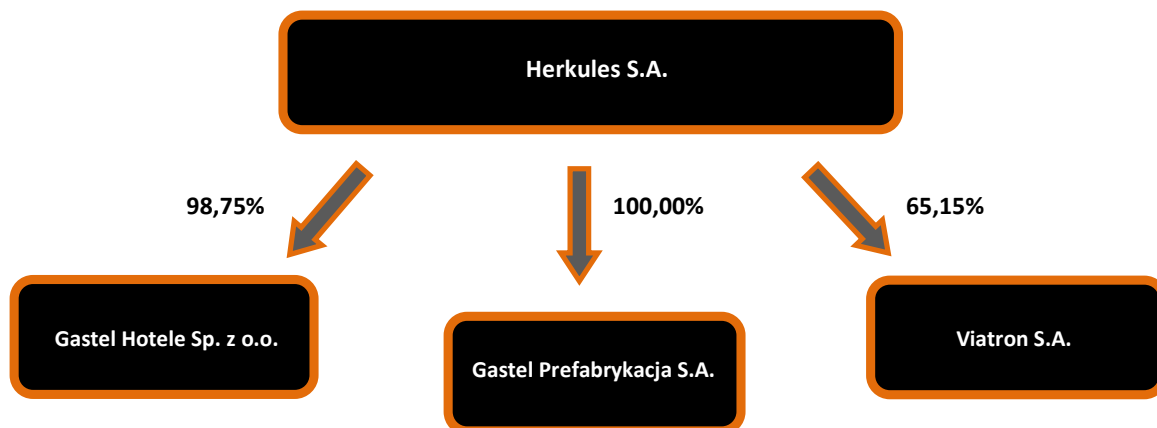 Herkules S.A.
98,75%
100,00%
65,15%
Gastel Hotele Sp. z o.o.
Gastel Prefabrykacja S.A.
Viatron S.A.